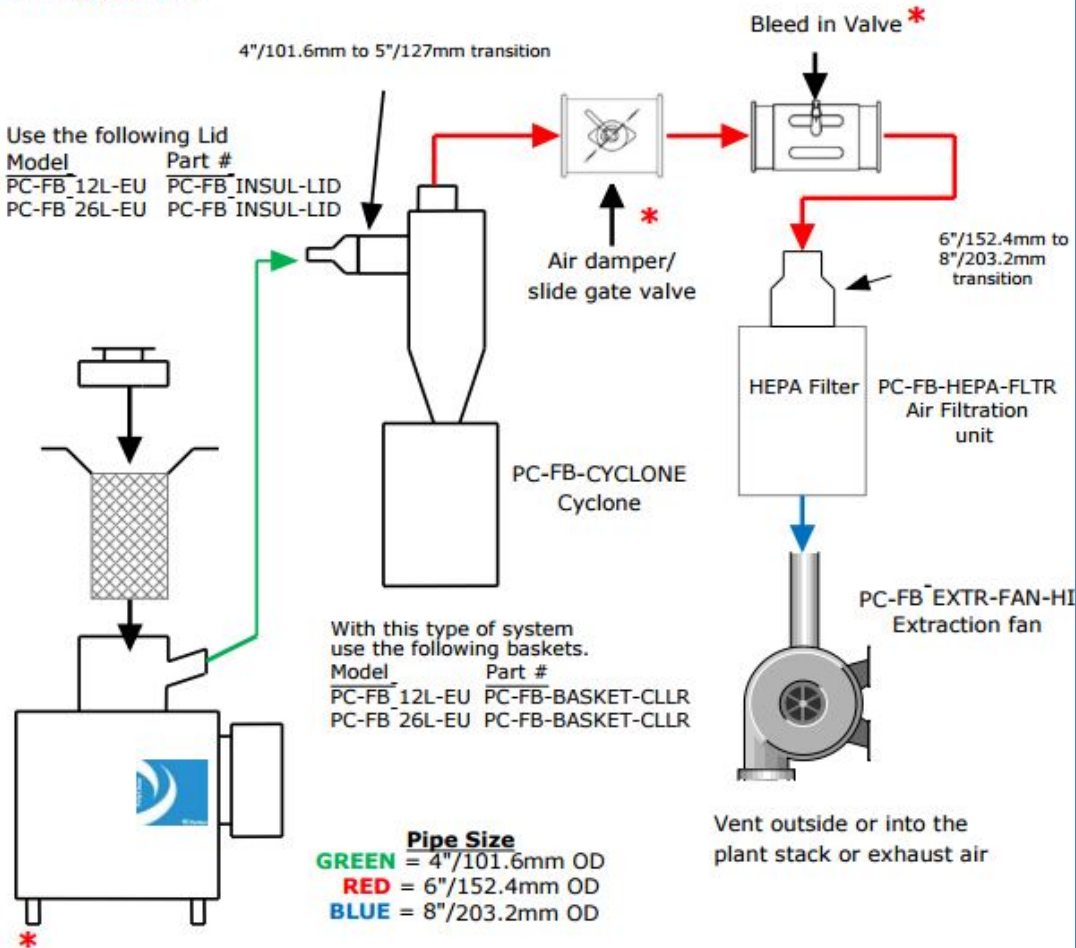 Bleed in Valve *
4"/101.6mm to 5"/127mm transition
Use the following Lid
Model Part #
PC-FB-12L-EU PC-FB-INSUL-LID
PC-FB-26L-EU PC-FB-INSUL-LID
*
Air damper/
slide gate valve
6"/152.4mm to
8"/203.2mm
transition
HEPA Filter
PC-FB-HEPA-FLTR
Air Filtration
unit
PC-FB-CYCLONE
Cyclone
PC-FB-EXTR-FAN-HI
Extraction fan
With this type of system
use the following baskets.
Model Part #
PC-FB-12L-EU PC-FB-BASKET-CLLR
PC-FB-26L-EU PC-FB-BASKET-CLLR
Vent outside or into the
plant stack or exhaust air
Pipe Size
GREEN = 4"/101.6mm OD
RED = 6"/152.4mm OD
BLUE = 8"/203.2mm OD
*